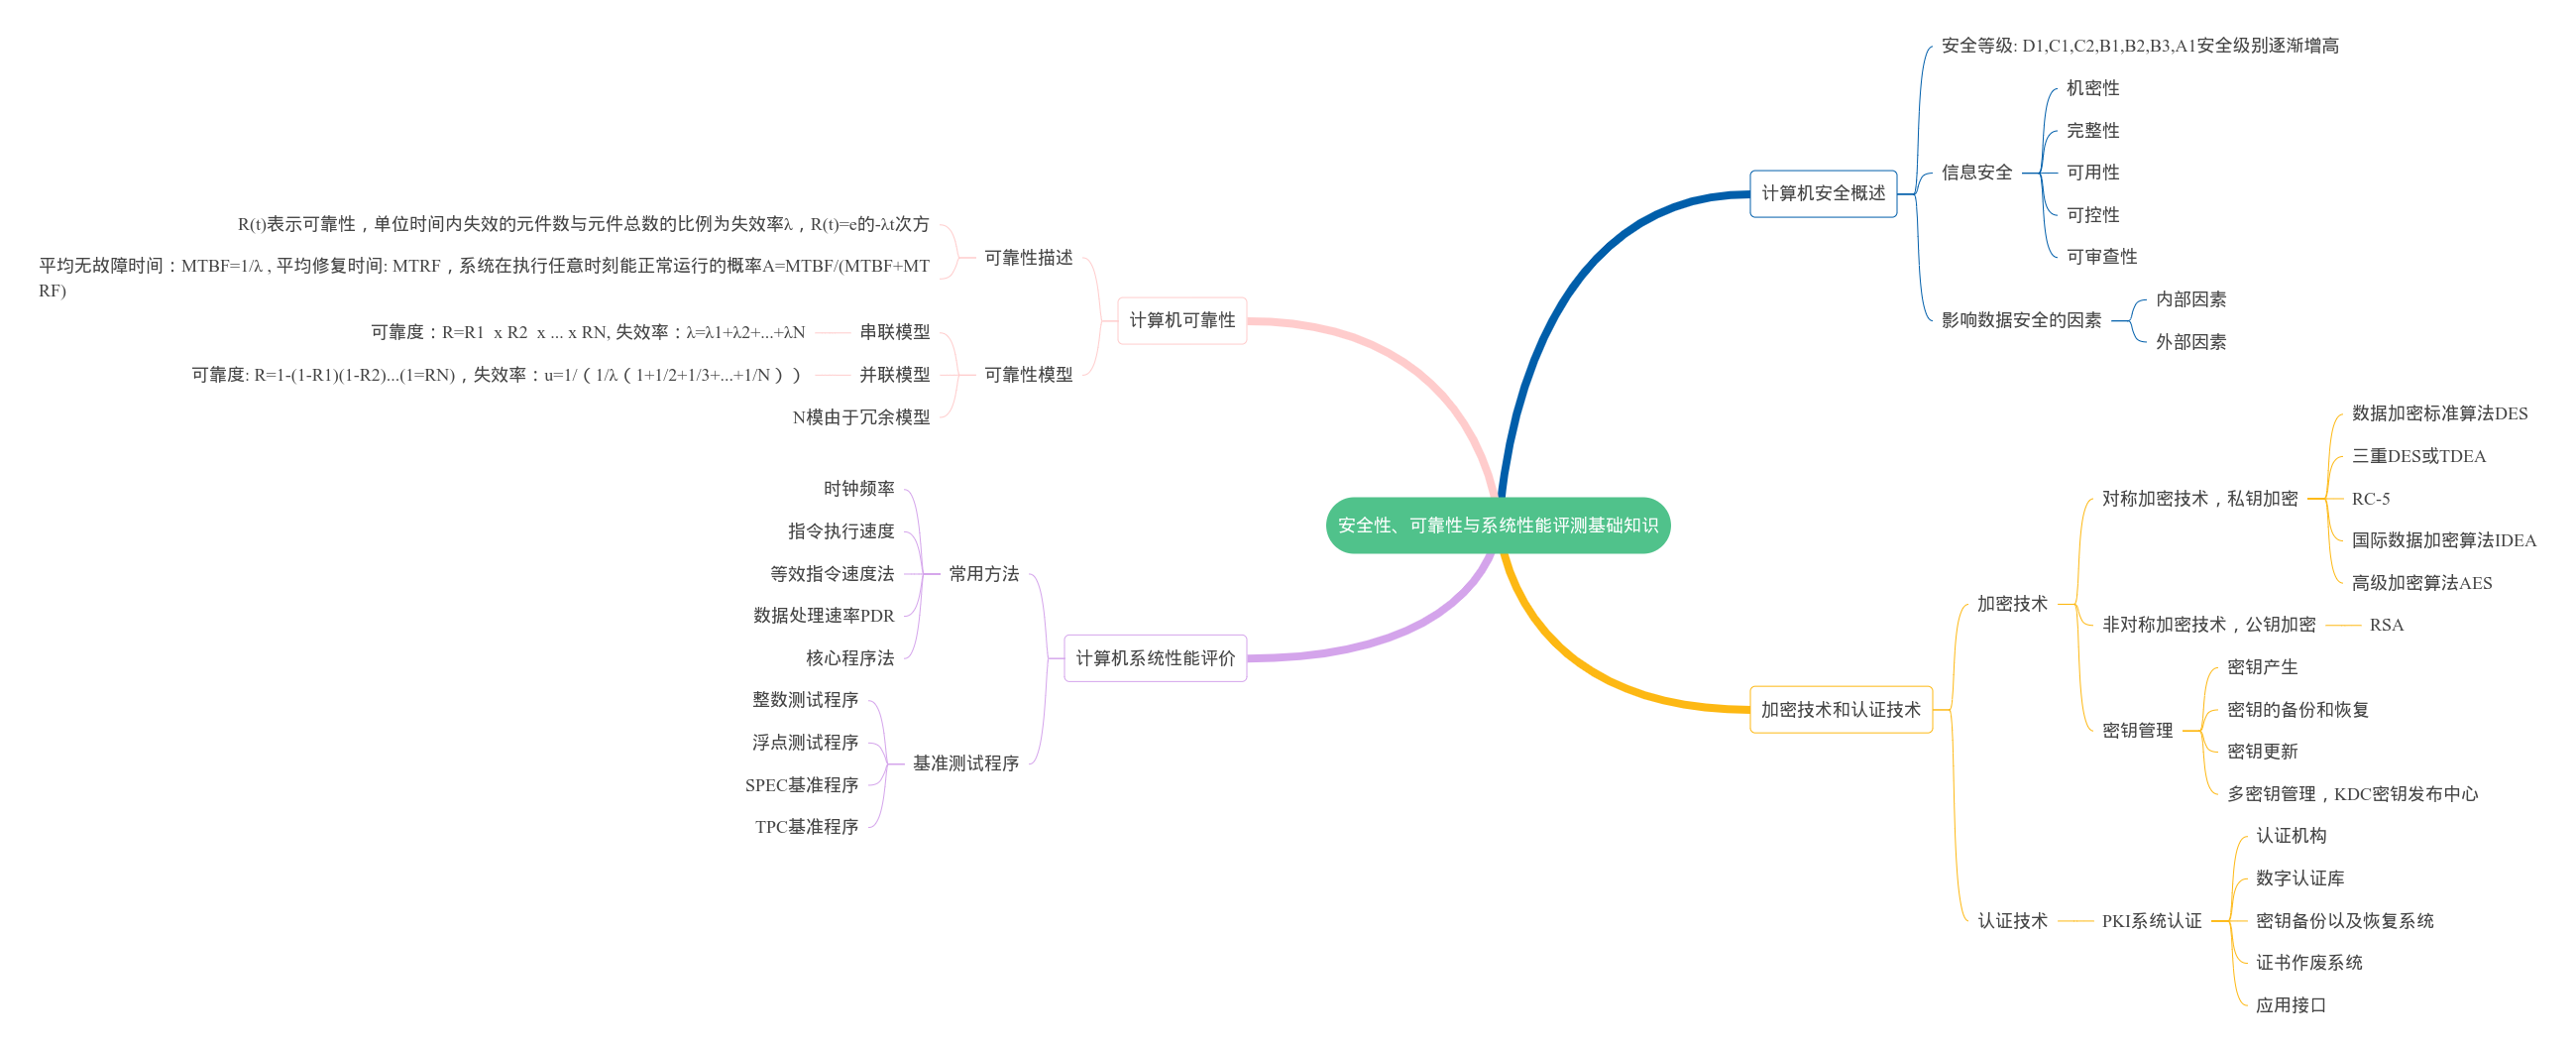 安全性、可靠性与系统性能评测基础知识
计算机安全概述
安全等级: D1,C1,C2,B1,B2,B3,A1安全级别逐渐增高
信息安全
机密性
完整性
可用性
可控性
可审查性
影响数据安全的因素
内部因素
外部因素
加密技术和认证技术
加密技术
对称加密技术，私钥加密
数据加密标准算法DES
三重DES或TDEA
RC-5
国际数据加密算法IDEA
高级加密算法AES
非对称加密技术，公钥加密
RSA
密钥管理
密钥产生
密钥的备份和恢复
密钥更新
多密钥管理，KDC密钥发布中心
认证技术
PKI系统认证
认证机构
数字认证库
密钥备份以及恢复系统
证书作废系统
应用接口
计算机可靠性
可靠性描述
R(t)表示可靠性，单位时间内失效的元件数与元件总数的比例为失效率λ，R(t)=e的-λt次方
平均无故障时间：MTBF=1/λ , 平均修复时间: MTRF，系统在执行任意时刻能正常运行的概率A=MTBF/(MTBF+MT
RF)
可靠性模型
串联模型
可靠度：R=R1 x R2 x ... x RN, 失效率：λ=λ1+λ2+...+λN
并联模型
可靠度: R=1-(1-R1)(1-R2)...(1=RN)，失效率：u=1/（1/λ（1+1/2+1/3+...+1/N））
N模由于冗余模型
计算机系统性能评价
常用方法
时钟频率
指令执行速度
等效指令速度法
数据处理速率PDR
核心程序法
基准测试程序
整数测试程序
浮点测试程序
SPEC基准程序
TPC基准程序